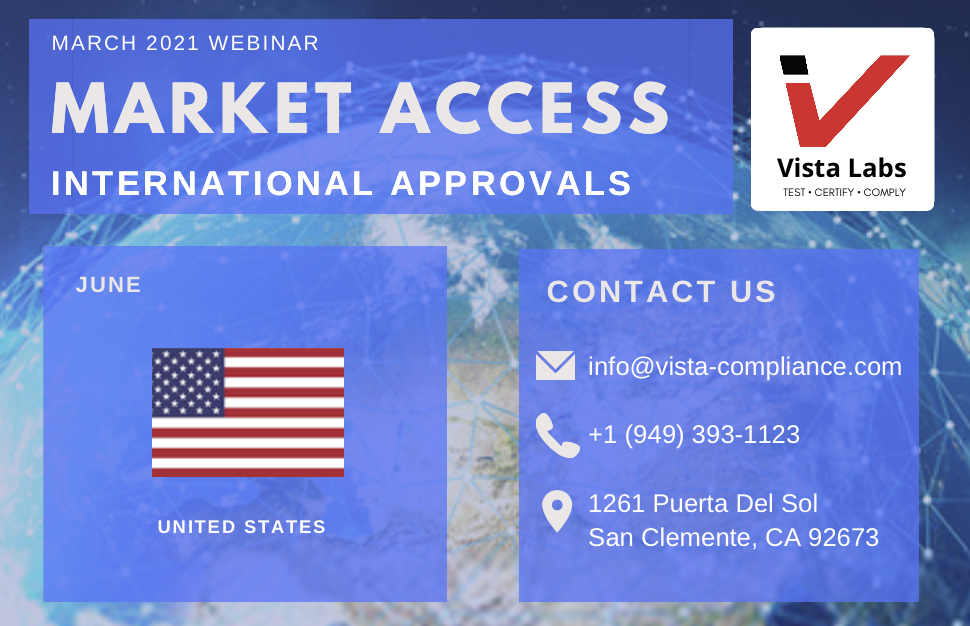 MARCH 2021 WEBINAR
MARKET ACCESS
INTERNATIONAL APPROVALS
Vista Labs
TEST • CERTIFY • COMPLY
JUNE
UNITED STATES
CONTACT US
info@vista-compliance.com
+1 (949) 393-1123
1261 Puerta Del Sol
San Clemente, CA 92673